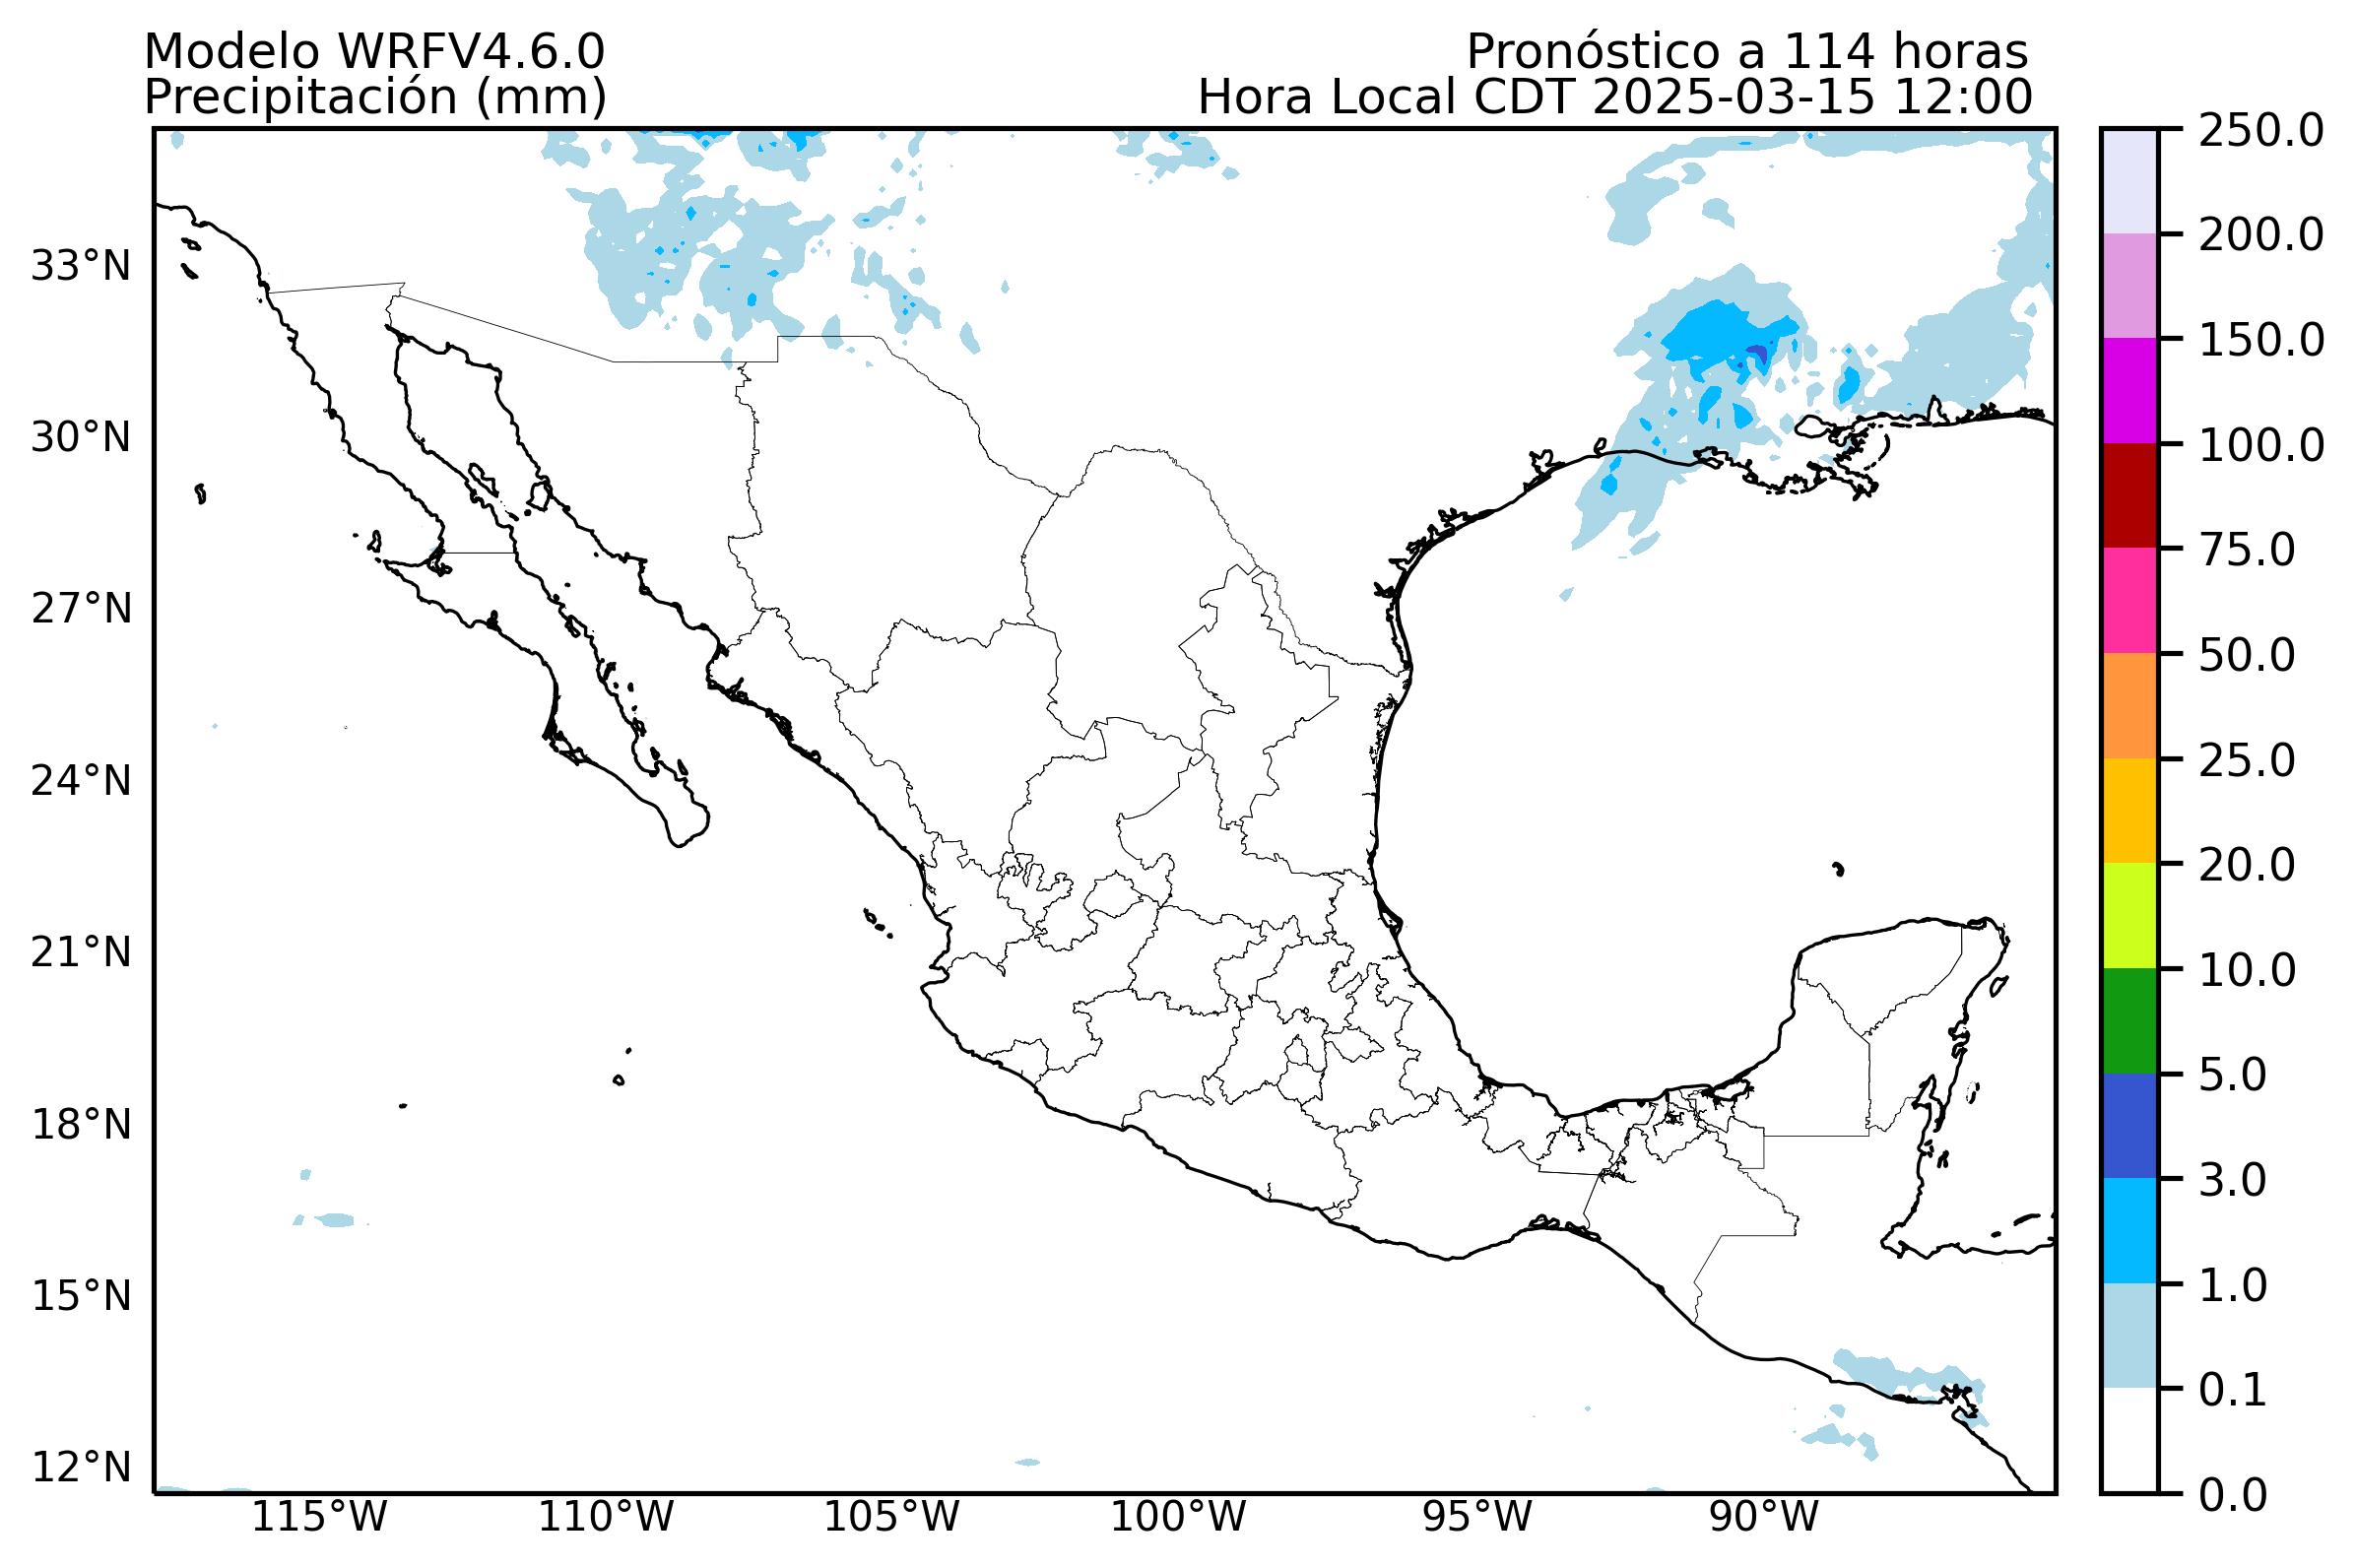 Modelo WRFV4.6.0
Pronóstico a 114 horas
Precipitación (mm)
Hora Local CDT 2025-03-15 12:00
33°N
30°N
27°N
24°N
21°N
18°N
15°N
12°N
115°W
110°W
105°W
100°W
95°W
90°W
250.0
200.0
150.0
100.0
75.0
50.0
25.0
20.0
10.0
5.0
3.0
1.0
0.1
0.0